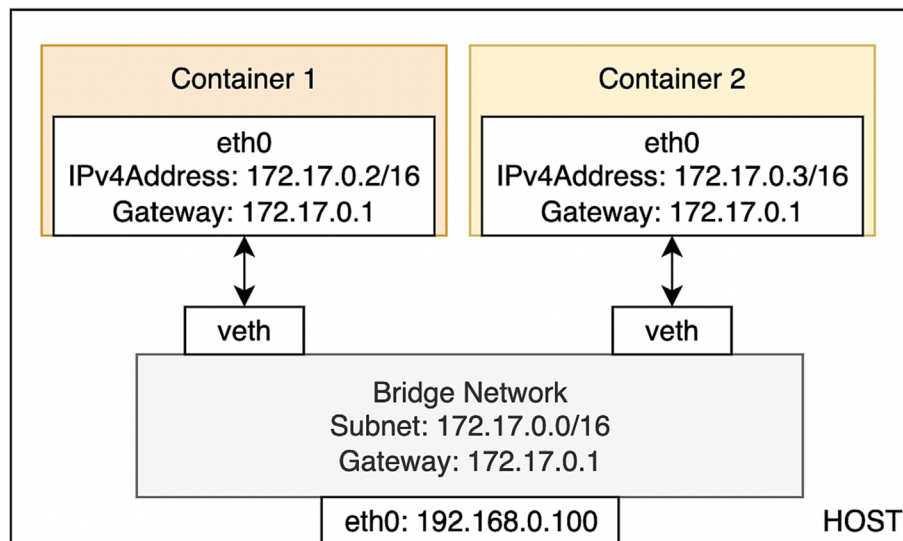 Container 1
eth0
IPv4Address: 172.17.0.2/16
Gateway: 172.17.0.1
Container 2
eth0
IPv4Address: 172.17.0.3/16
Gateway: 172.17.0.1
veth
veth
Bridge Network
Subnet: 172.17.0.0/16
Gateway: 172.17.0.1
eth0: 192.168.0.100
HOST